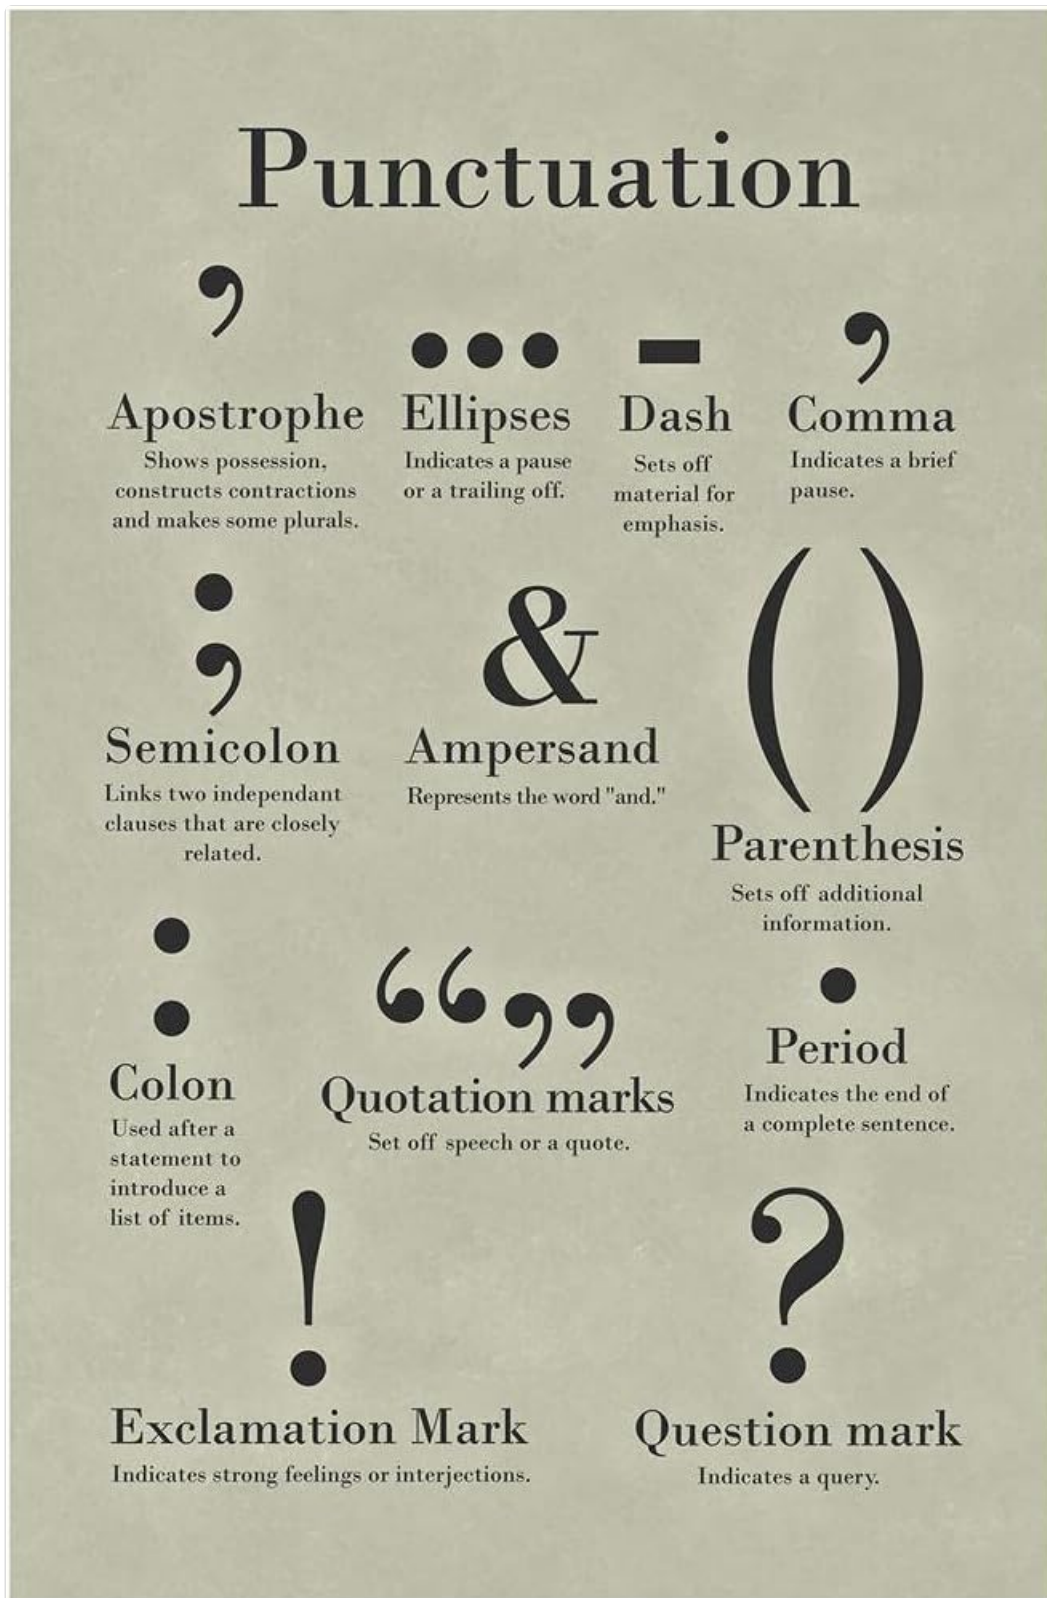 Punctuation
’
•••
-
,
Apostrophe
Shows possession,
constructs contractions
and makes some plurals.
Ellipses
Indicates a pause
or a trailing off.
Dash
Sets off
material for
emphasis.
Comma
Indicates a brief
pause.
;
Semicolon
Links two independant
clauses that are closely
related.
&
Ampersand
Represents the word "and."
( )
Parenthesis
Sets off additional
information.
:
Colon
Used after a
statement to
introduce a
list of items.
“ „
Quotation marks
Set off speech or a quote.
.
Period
Indicates the end of
a complete sentence.
!
Exclamation Mark
Indicates strong feelings or interjections.
?
Question mark
Indicates a query.